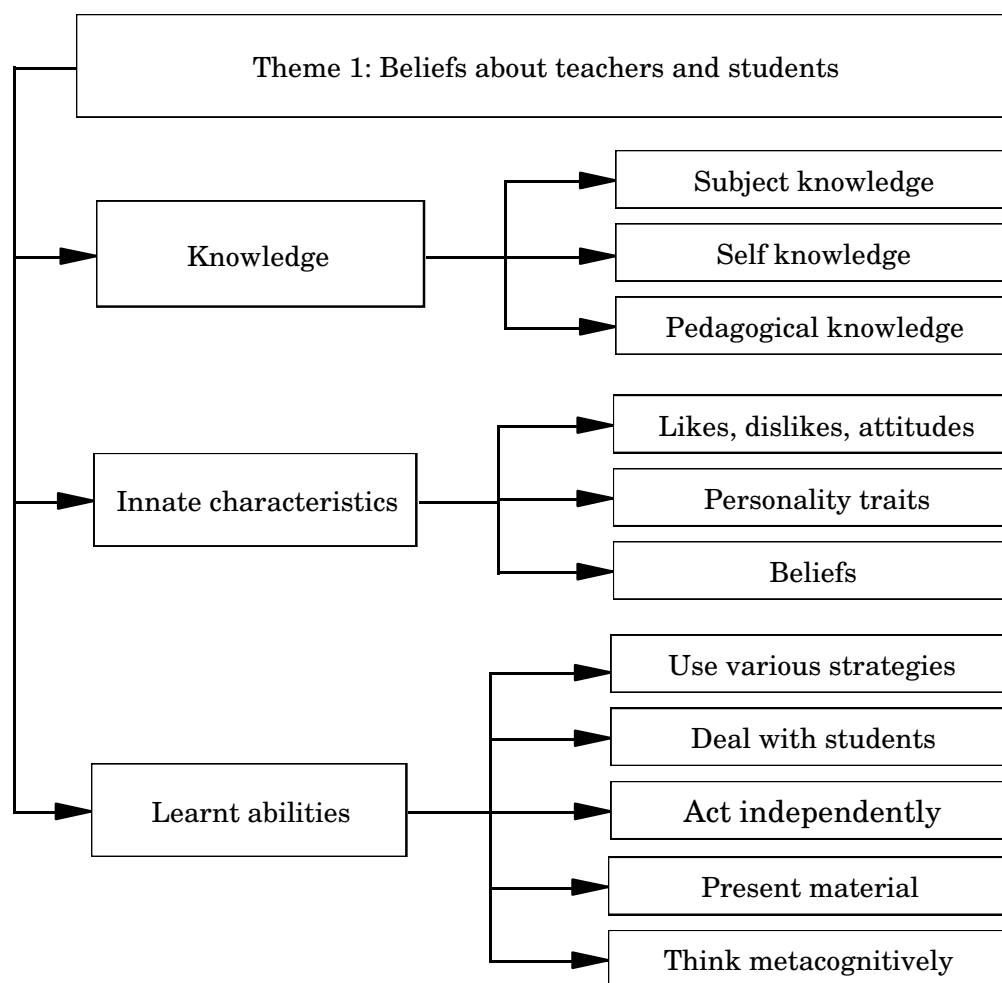 Theme 1: Beliefs about teachers and students
Knowledge
Subject knowledge
Self knowledge
Pedagogical knowledge
Innate characteristics
Likes, dislikes, attitudes
Personality traits
Beliefs
Learnt abilities
Use various strategies
Deal with students
Act independently
Present material
Think metacognitively